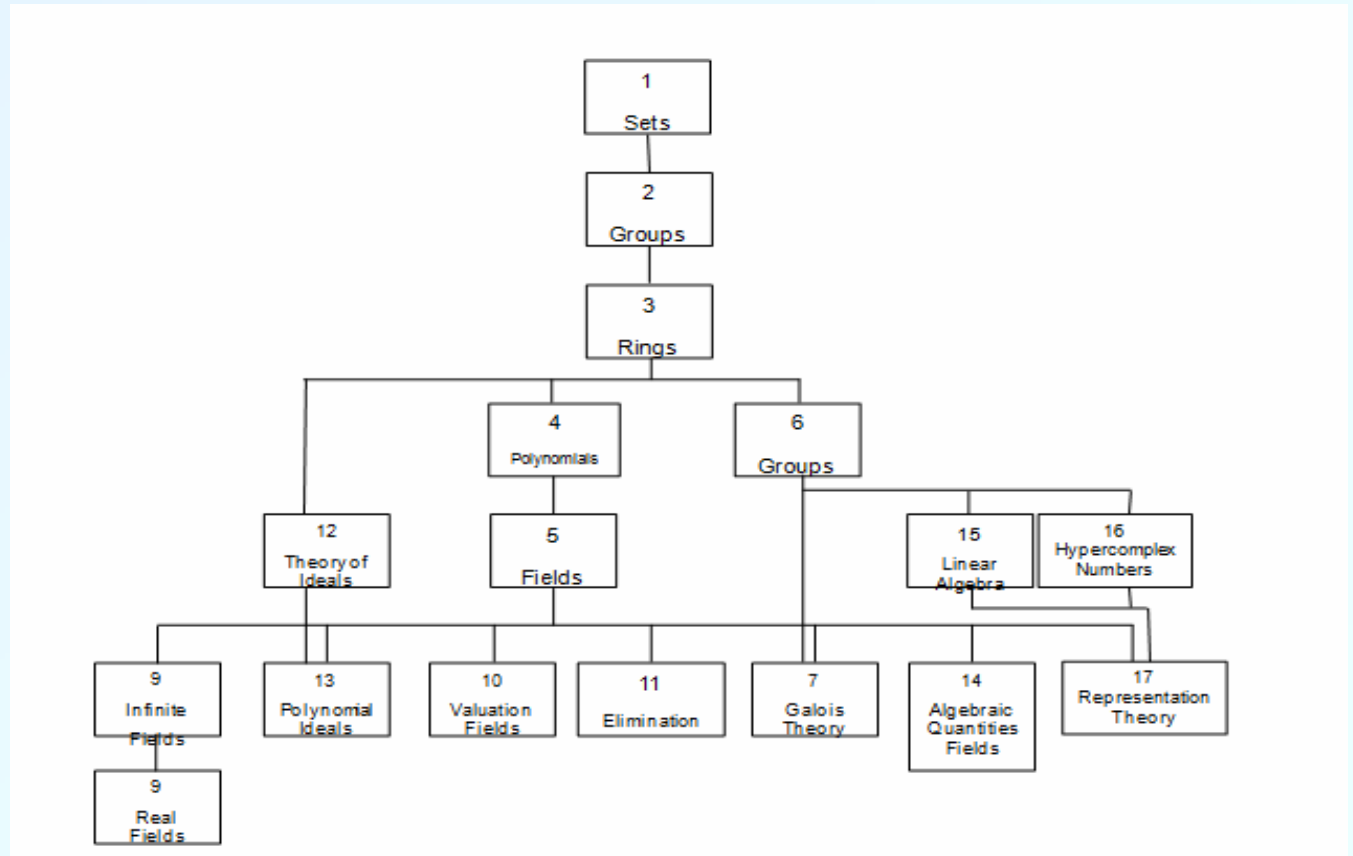 1
Sets
2
Groups
3
Rings
4
Polynomials
6
Groups
12
Theory of
Ideals
5
Fields
15
Linear
Algebra
16
Hypercomplex
Numbers
9
Infinite
Fields
13
Polynomial
Ideals
10
Valuation
Fields
11
Elimination
7
Galois
Theory
14
Algebraic
Quantities
Fields
17
Representation
Theory
9
Real
Fields